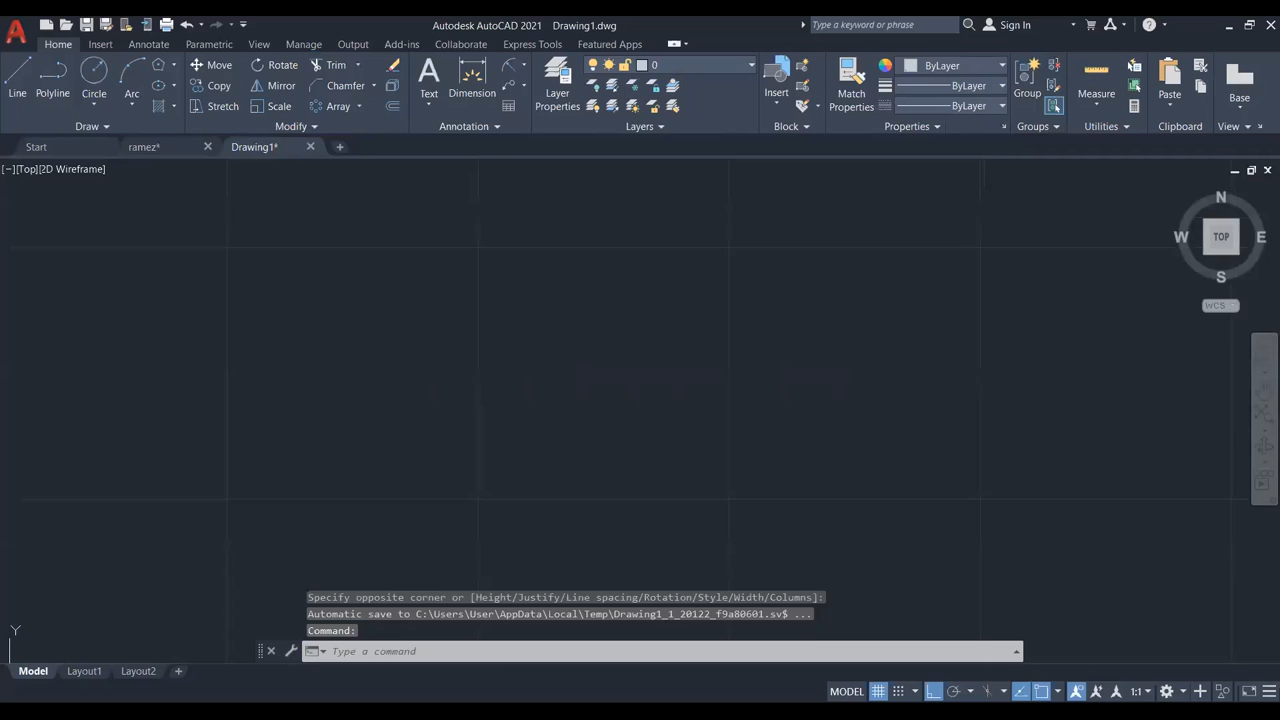 Autodesk AutoCAD 2021 Drawing1.dwg
Type a keyword or phrase
Sign In
Home Insert Annotate Parametric View Manage Output Add-ins Collaborate Express Tools Featured Apps
Line Polyline Circle Arc
Move Rotate Trim
Copy Mirror Chamfer
Stretch Scale Array
Text Dimension
Layer Properties
0
Insert
Match Properties
ByLayer
ByLayer
ByLayer
Group
Measure
Paste
Base
Draw Modify Annotation Layers Block Properties Groups Utilities Clipboard View
Start ramez* Drawing1*
[−][Top][2D Wireframe]
N
W TOP E
S
WCS
Specify opposite corner or [Height/Justify/Line spacing/Rotation/Style/Width/Columns]:
Automatic save to C:\Users\User\AppData\Local\Temp\Drawing1_1_20122_f9a80601.sv$ ...
Command:
Y
Type a command
Model Layout1 Layout2
MODEL 1:1